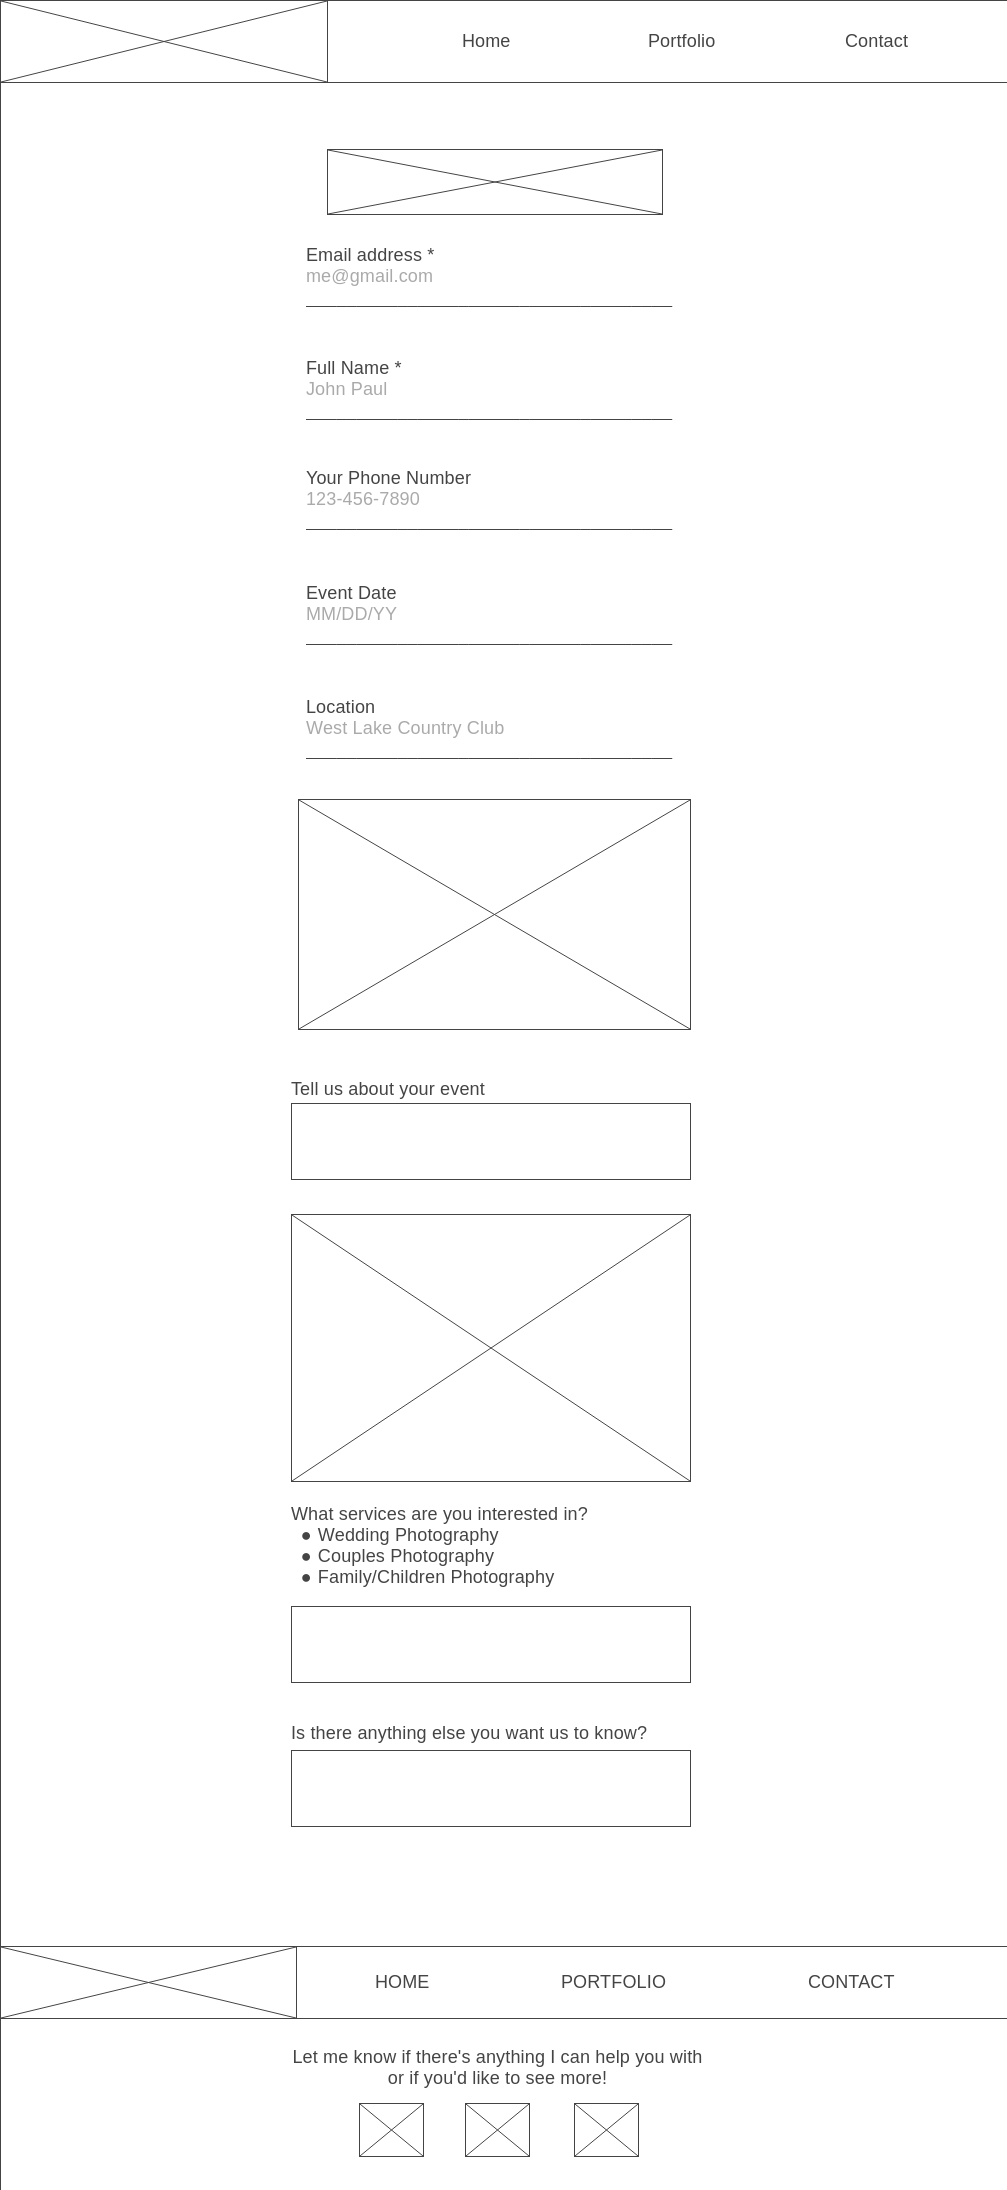 Home Portfolio Contact
Email address *
me@gmail.com
Full Name *
John Paul
Your Phone Number
123-456-7890
Event Date
MM/DD/YY
Location
West Lake Country Club
Tell us about your event
What services are you interested in?
● Wedding Photography
● Couples Photography
● Family/Children Photography
Is there anything else you want us to know?
HOME PORTFOLIO CONTACT
Let me know if there's anything I can help you with
or if you'd like to see more!